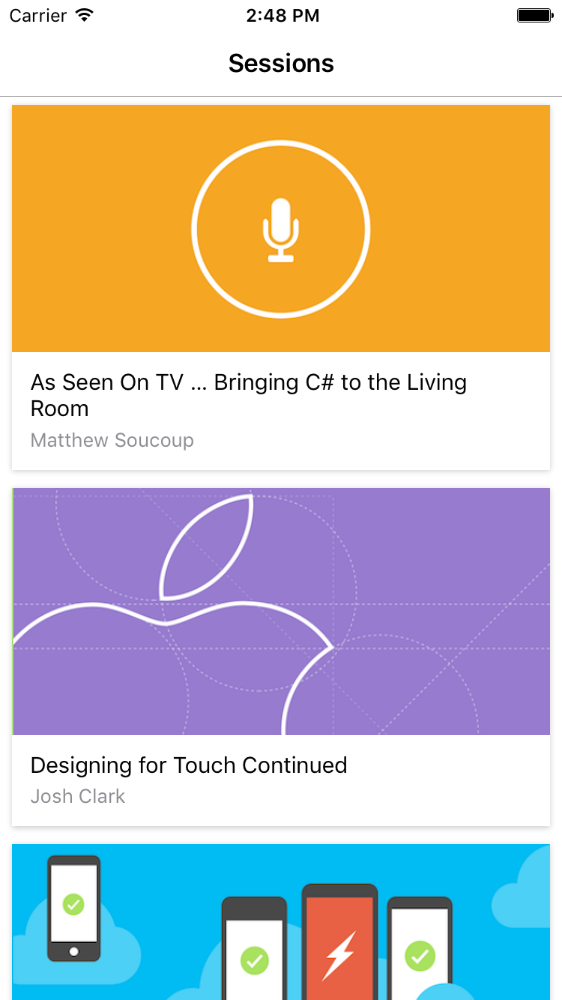 Carrier 2:48 PM
Sessions
As Seen On TV ... Bringing C# to the Living
Room
Matthew Soucoup
Designing for Touch Continued
Josh Clark